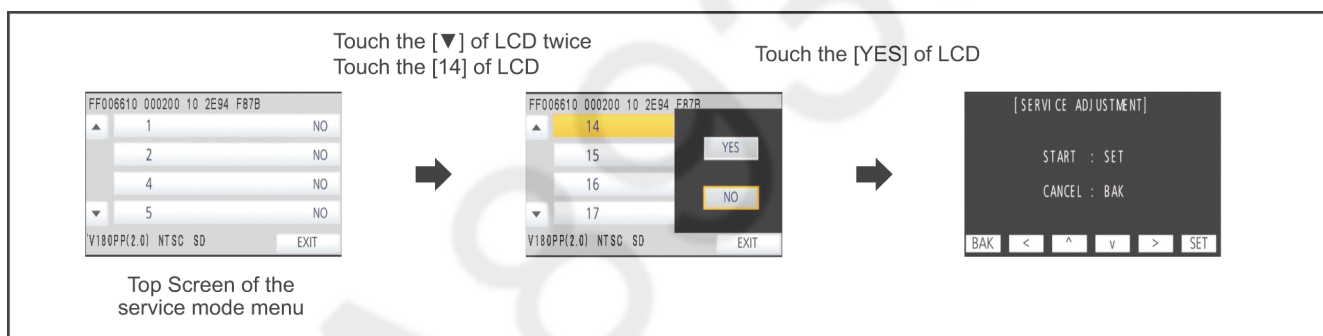 Touch the [▼] of LCD twice
Touch the [14] of LCD
Touch the [YES] of LCD
FF006610 000200 10 2E94 F87B
▲ 1 NO
2 NO
4 NO
▼ 5 NO
'V180PP(2.0) NTSC SD EXIT
Top Screen of the
service mode menu
FF006610 000200 10 2E94 F87B
▲ 14
15
16
▼ 17
YES
NO
V180PP(2.0) NTSC SD EXIT
[SERVICE ADJUSTMENT]
START : SET
CANCEL : BAK
BAK < ^ v > SET